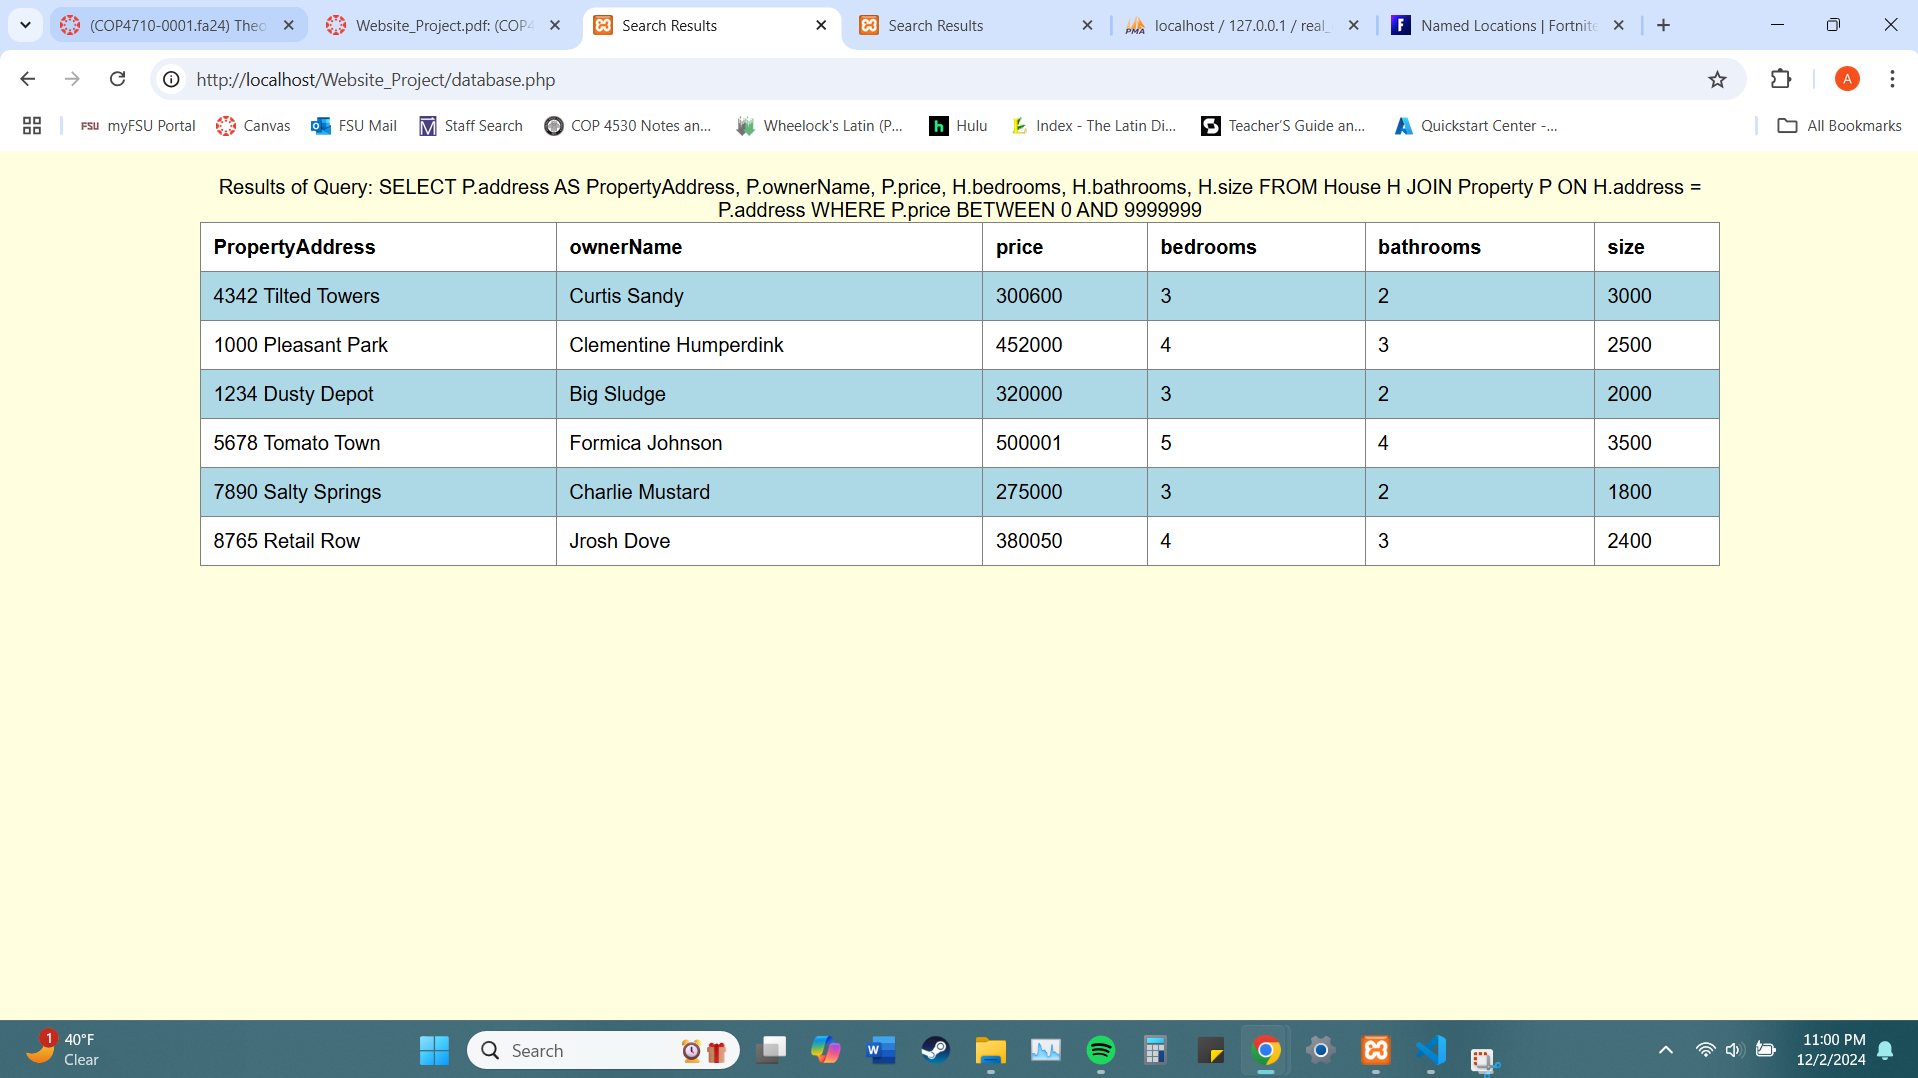 (COP4710-0001.fa24) Theo
Website_Project.pdf: (COP4
Search Results
Search Results
localhost / 127.0.0.1 / real_
Named Locations | Fortnite
http://localhost/Website_Project/database.php
A
myFSU Portal
Canvas
FSU Mail
Staff Search
COP 4530 Notes an...
Wheelock's Latin (P...
Hulu
Index - The Latin Di...
Teacher'S Guide an...
Quickstart Center -...
All Bookmarks
Results of Query: SELECT P.address AS PropertyAddress, P.ownerName, P.price, H.bedrooms, H.bathrooms, H.size FROM House H JOIN Property P ON H.address =
P.address WHERE P.price BETWEEN 0 AND 9999999
PropertyAddress ownerName price bedrooms bathrooms size
4342 Tilted Towers Curtis Sandy 300600 3 2 3000
1000 Pleasant Park Clementine Humperdink 452000 4 3 2500
1234 Dusty Depot Big Sludge 320000 3 2 2000
5678 Tomato Town Formica Johnson 500001 5 4 3500
7890 Salty Springs Charlie Mustard 275000 3 2 1800
8765 Retail Row Jrosh Dove 380050 4 3 2400
1
40°F
Clear
Search
11:00 PM
12/2/2024